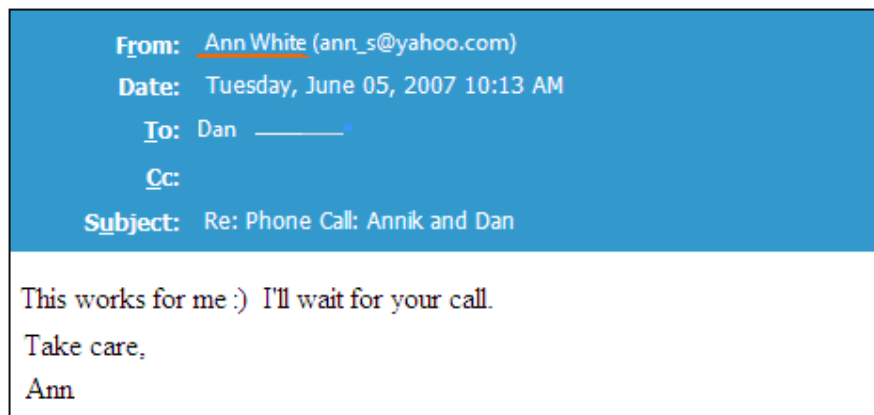 From: Ann White (ann_s@yahoo.com)
Date: Tuesday, June 05, 2007 10:13 AM
To: Dan
Cc:
Subject: Re: Phone Call: Annik and Dan
This works for me :) I'll wait for your call.
Take care,
Ann